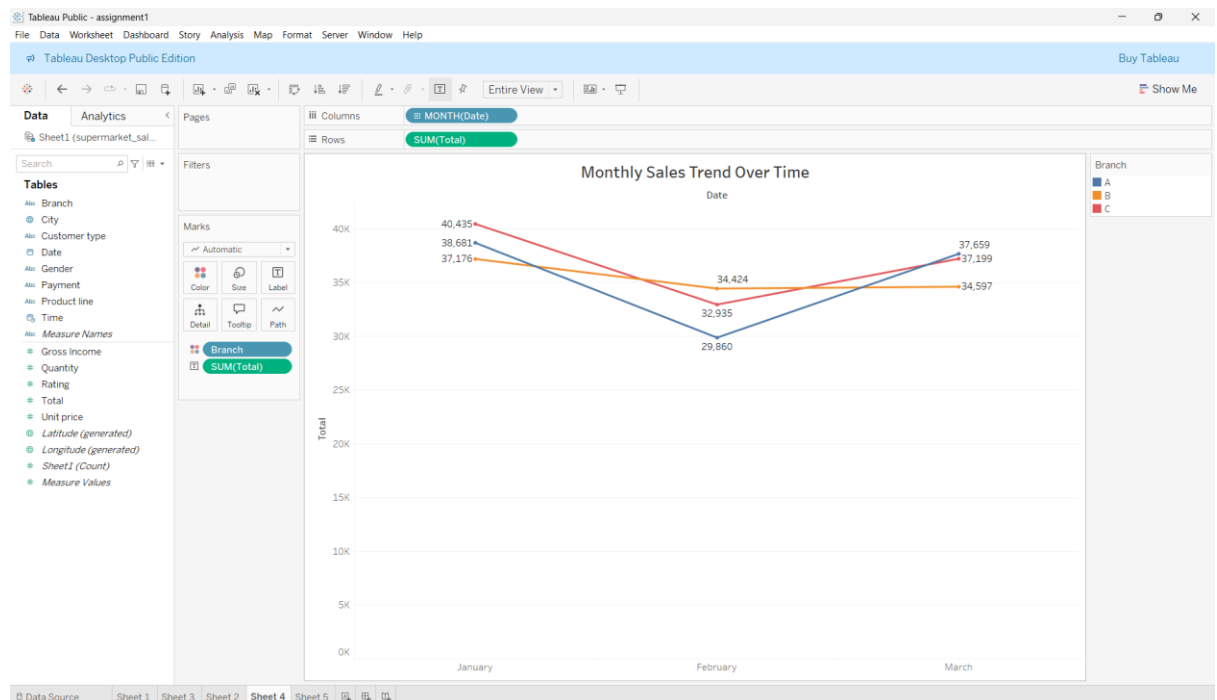 Tableau Public - assignment1
File Data Worksheet Dashboard Story Analysis Map Format Server Window Help
Tableau Desktop Public Edition
Buy Tableau
Entire View
Show Me
Data Analytics
Sheet1 (supermarket_sal...
Search
Tables
Abc Branch
City
Abc Customer type
Date
Abc Gender
Abc Payment
Abc Product line
Time
Abc Measure Names
# Gross Income
# Quantity
# Rating
# Total
# Unit price
Latitude (generated)
Longitude (generated)
# Sheet1 (Count)
# Measure Values
Pages
Filters
Marks
Automatic
Color Size Label
Detail Tooltip Path
Branch
SUM(Total)
Columns MONTH(Date)
Rows SUM(Total)
Monthly Sales Trend Over Time
Date
40K
35K
30K
25K
20K
15K
10K
5K
0K
Total
40,435
38,681
37,176
34,424
32,935
29,860
37,659
37,199
34,597
January February March
Branch
A
B
C
Data Source Sheet 1 Sheet 3 Sheet 2 Sheet 4 Sheet 5